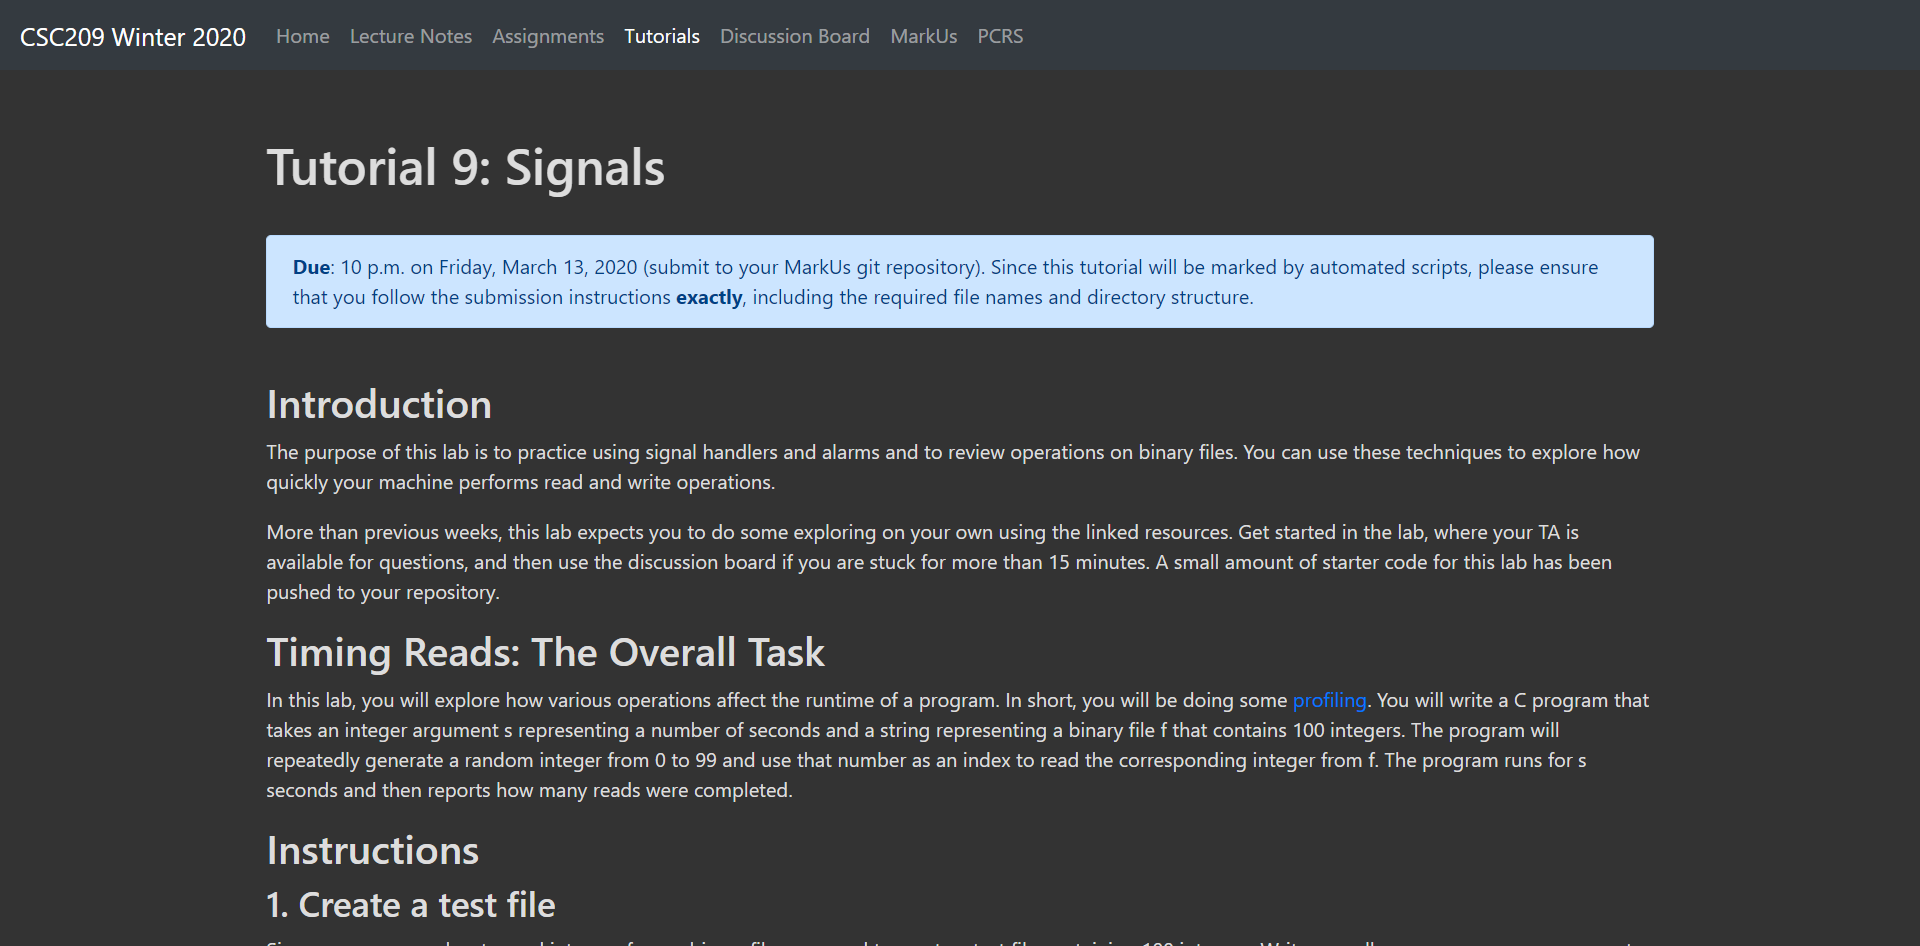 CSC209 Winter 2020 Home Lecture Notes Assignments Tutorials Discussion Board MarkUs PCRS
Tutorial 9: Signals
Due: 10 p.m. on Friday, March 13, 2020 (submit to your MarkUs git repository). Since this tutorial will be marked by automated scripts, please ensure
that you follow the submission instructions exactly, including the required file names and directory structure.
Introduction
The purpose of this lab is to practice using signal handlers and alarms and to review operations on binary files. You can use these techniques to explore how
quickly your machine performs read and write operations.
More than previous weeks, this lab expects you to do some exploring on your own using the linked resources. Get started in the lab, where your TA is
available for questions, and then use the discussion board if you are stuck for more than 15 minutes. A small amount of starter code for this lab has been
pushed to your repository.
Timing Reads: The Overall Task
In this lab, you will explore how various operations affect the runtime of a program. In short, you will be doing some profiling. You will write a C program that
takes an integer argument s representing a number of seconds and a string representing a binary file f that contains 100 integers. The program will
repeatedly generate a random integer from 0 to 99 and use that number as an index to read the corresponding integer from f. The program runs for s
seconds and then reports how many reads were completed.
Instructions
1. Create a test file